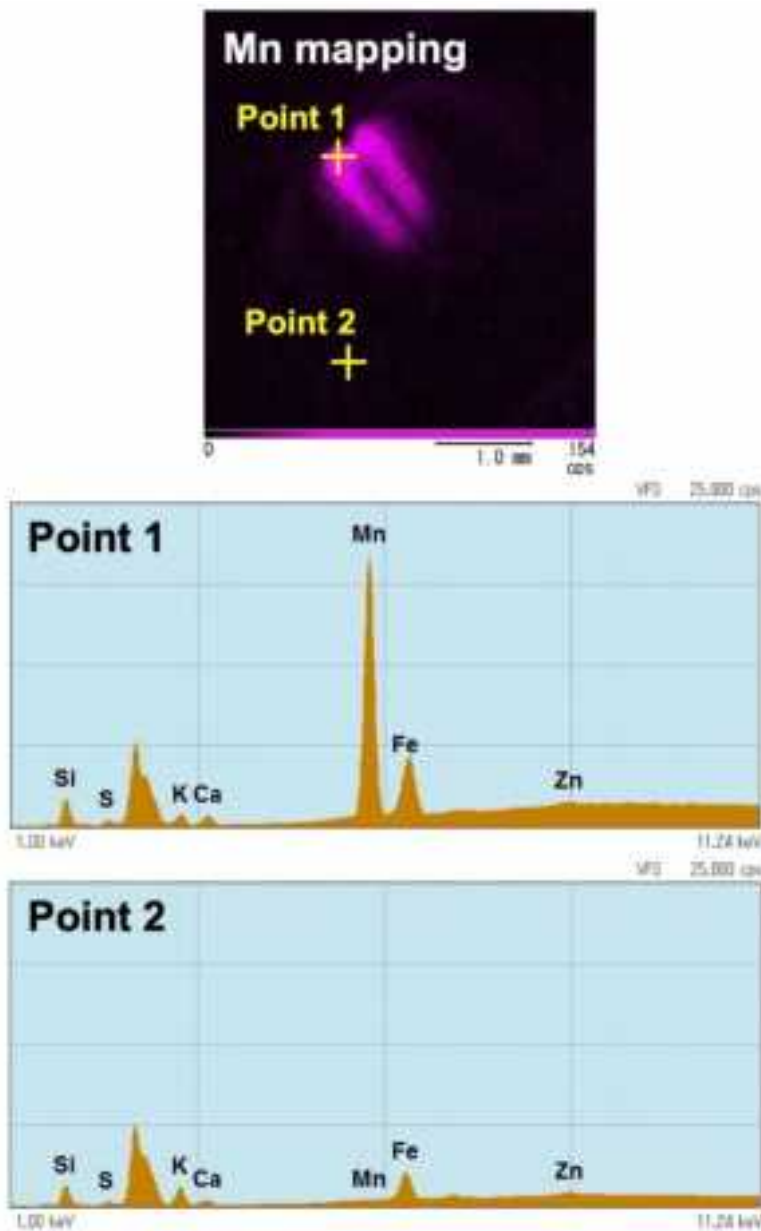 Mn mapping
Point 1
Point 2
0 1.0 mm 154
cps
VFS 25.000 cps
Point 1
Mn
Si S K Ca Fe Zn
1.00 keV 11.24 keV
VFS 25.000 cps
Point 2
Si S K Ca Mn Fe Zn
1.00 keV 11.24 keV